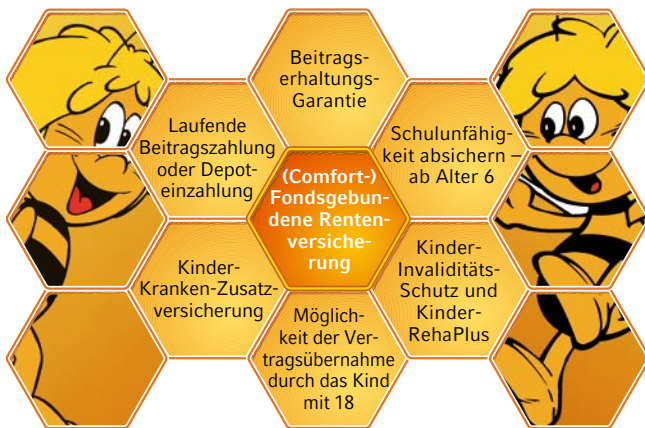 Beitrags-
erhaltungs-
Garantie
Laufende
Beitragszahlung
oder Depot-
einzahlung
Schulunfähig-
keit absichern –
ab Alter 6
(Comfort-)
Fondsgebun-
dene Renten-
versiche-
rung
Kinder-
Kranken-Zusatz-
versicherung
Kinder-
Invaliditäts-
Schutz und
Kinder-
RehaPlus
Möglich-
keit der Ver-
tragsübernahme
durch das Kind
mit 18